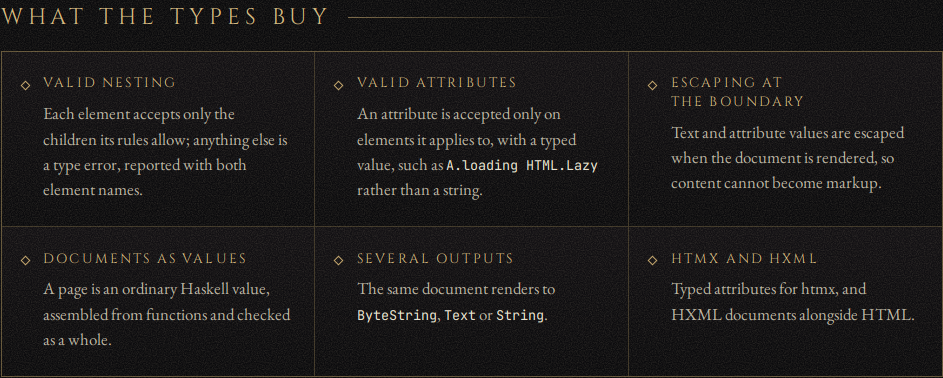 WHAT THE TYPES BUY
VALID NESTING
Each element accepts only the
children its rules allow; anything else is
a type error, reported with both
element names.
VALID ATTRIBUTES
An attribute is accepted only on
elements it applies to, with a typed
value, such as A.loading HTML.Lazy
rather than a string.
ESCAPING AT
THE BOUNDARY
Text and attribute values are escaped
when the document is rendered, so
content cannot become markup.
DOCUMENTS AS VALUES
A page is an ordinary Haskell value,
assembled from functions and checked
as a whole.
SEVERAL OUTPUTS
The same document renders to
ByteString, Text or String.
HTMX AND HXML
Typed attributes for htmx, and
HXML documents alongside HTML.